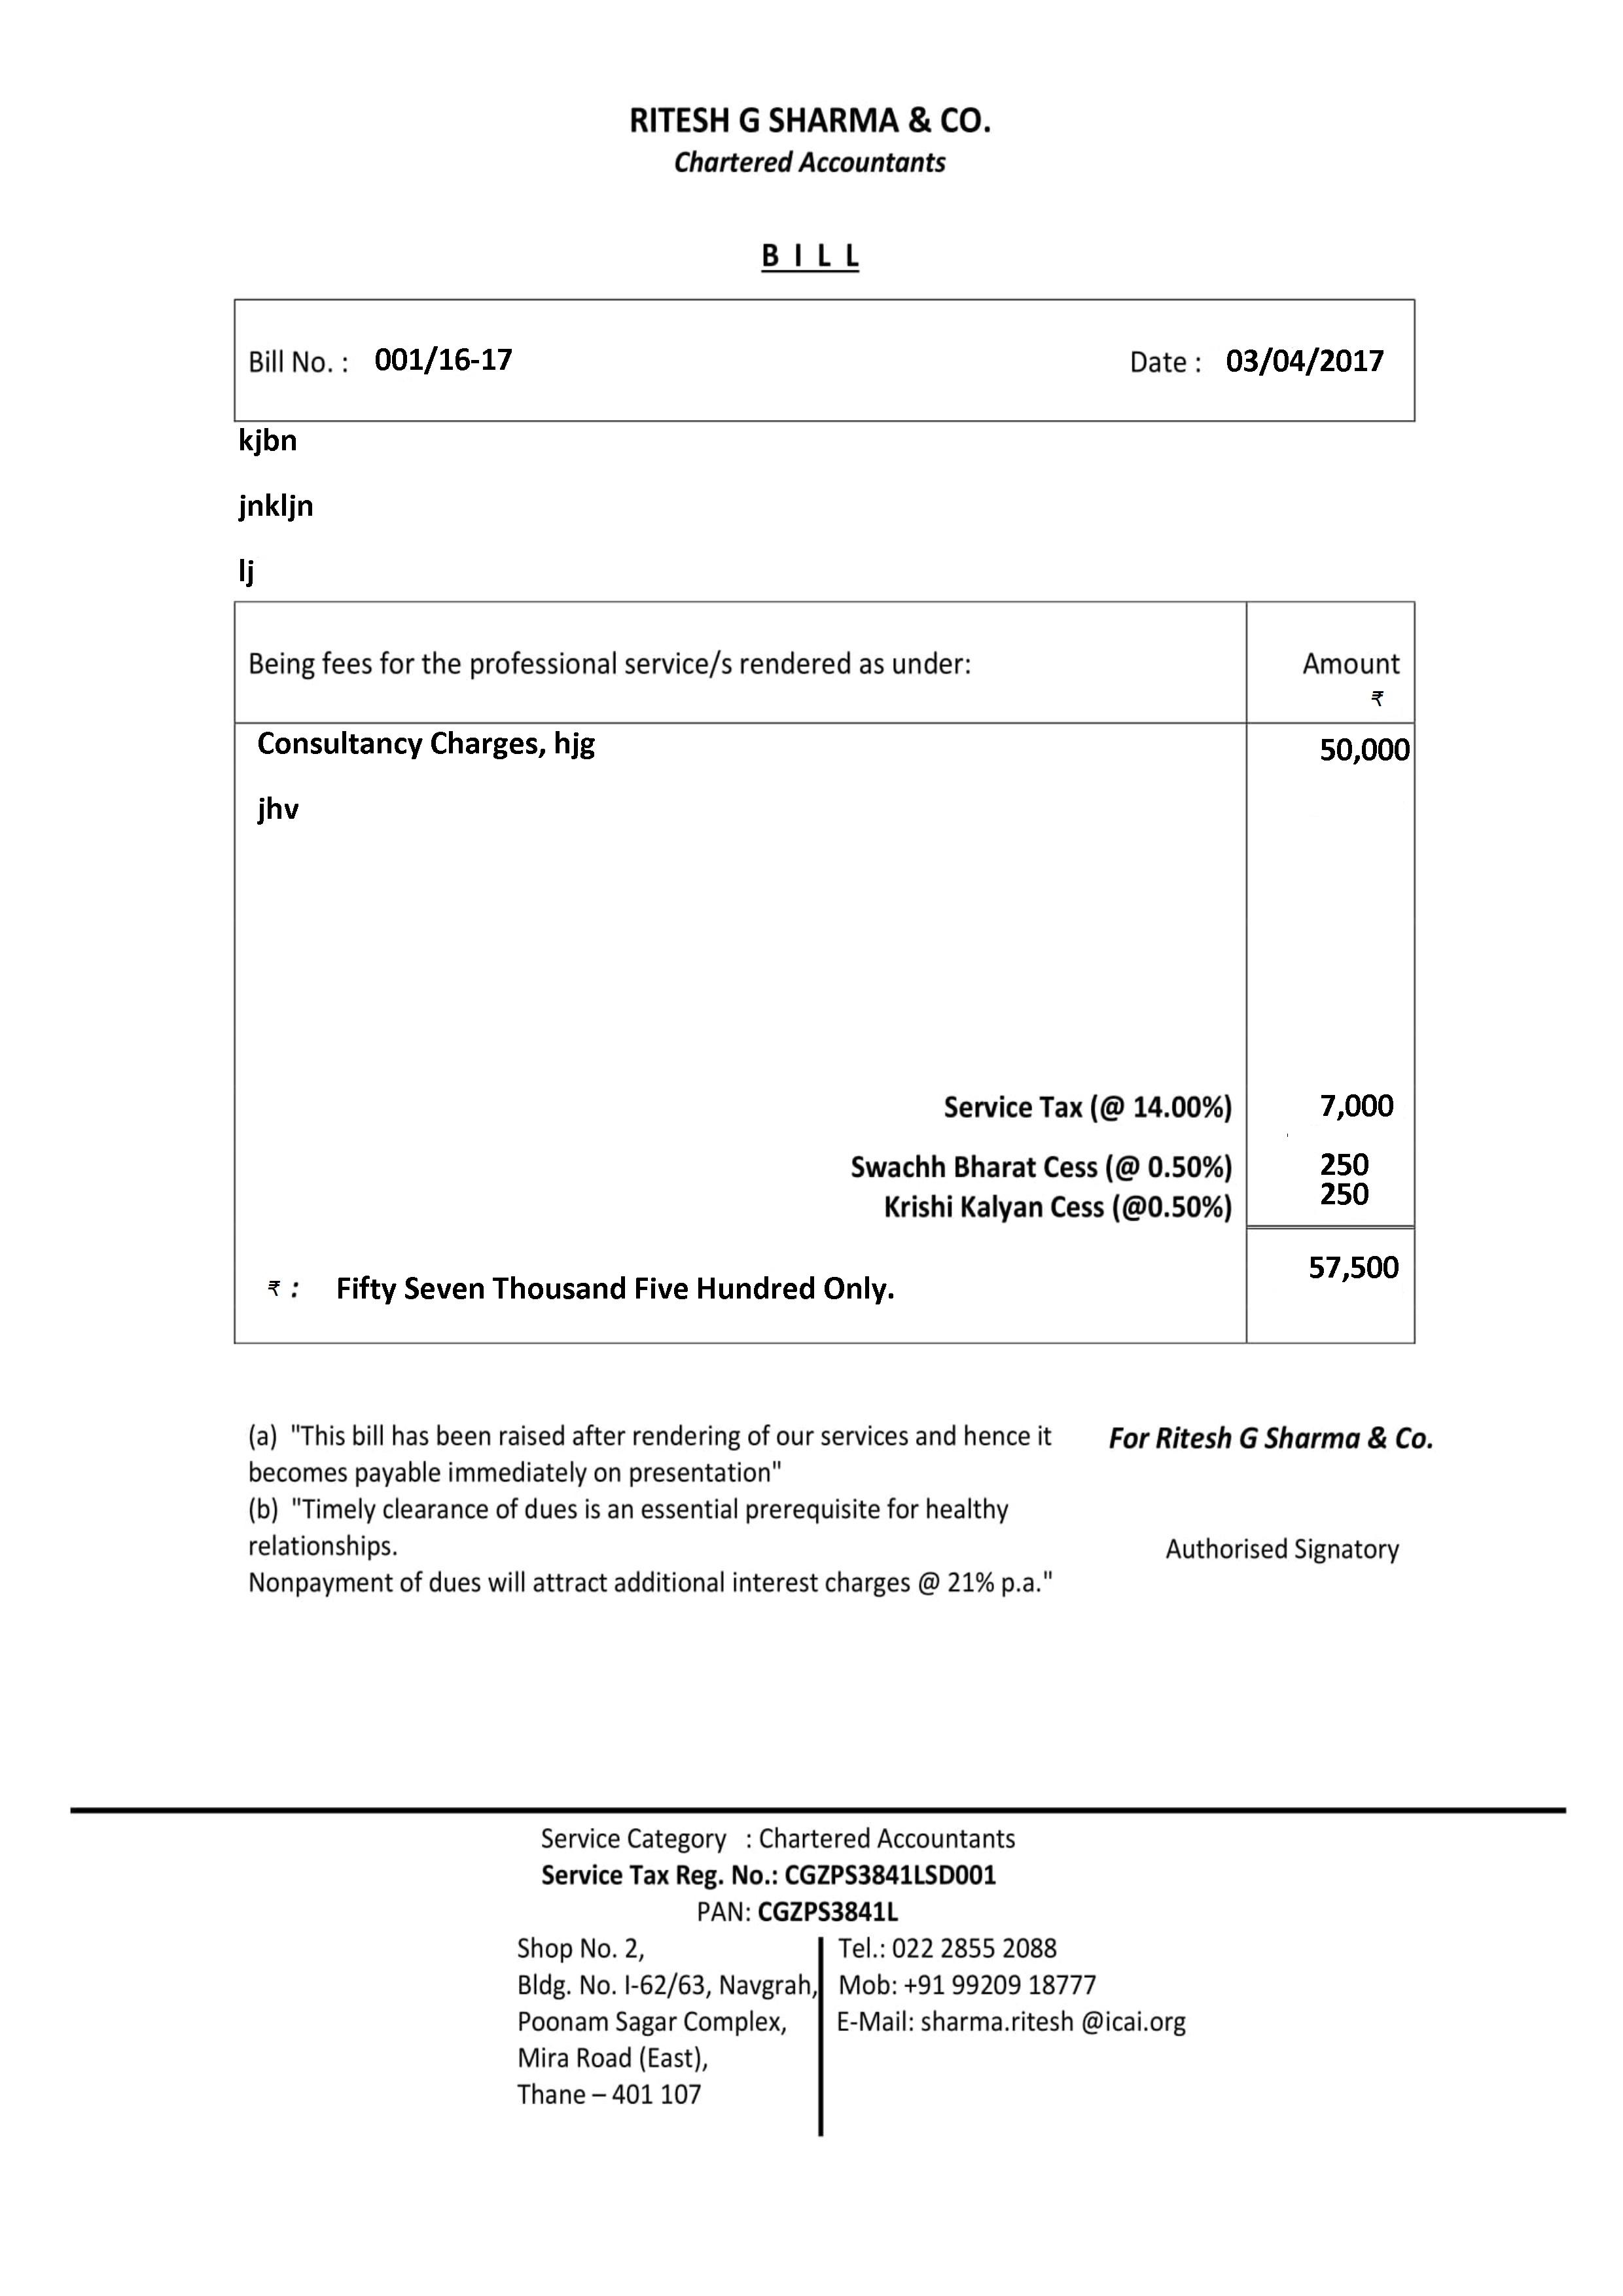 RITESH G SHARMA & CO.
Chartered Accountants
B I L L
Bill No. : 001/16-17 Date : 03/04/2017
kjbn
jnkljn
lj
Being fees for the professional service/s rendered as under: Amount
₹
Consultancy Charges, hjg 50,000
jhv
Service Tax (@ 14.00%) 7,000
Swachh Bharat Cess (@ 0.50%) 250
Krishi Kalyan Cess (@0.50%) 250
57,500
₹ : Fifty Seven Thousand Five Hundred Only.
(a) "This bill has been raised after rendering of our services and hence it
becomes payable immediately on presentation"
(b) "Timely clearance of dues is an essential prerequisite for healthy
relationships.
Nonpayment of dues will attract additional interest charges @ 21% p.a."
For Ritesh G Sharma & Co.
Authorised Signatory
Service Category : Chartered Accountants
Service Tax Reg. No.: CGZPS3841LSD001
PAN: CGZPS3841L
Shop No. 2,
Bldg. No. I-62/63, Navgrah,
Poonam Sagar Complex,
Mira Road (East),
Thane – 401 107
Tel.: 022 2855 2088
Mob: +91 99209 18777
E-Mail: sharma.ritesh @icai.org